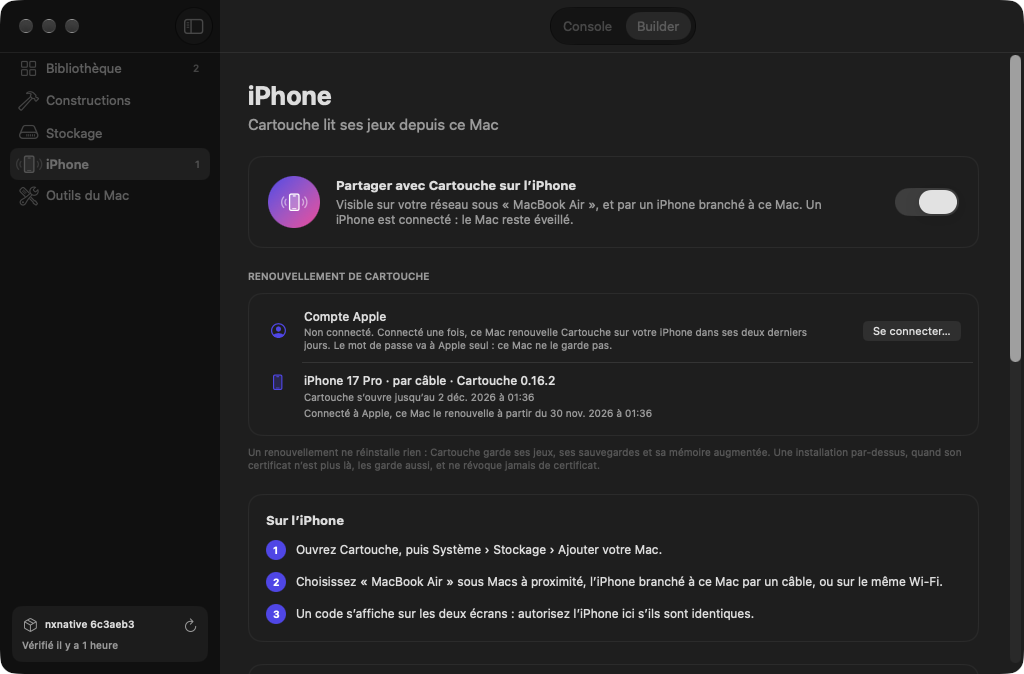 Console
Builder
Bibliothèque
2
Constructions
Stockage
iPhone
1
Outils du Mac
iPhone
Cartouche lit ses jeux depuis ce Mac
Partager avec Cartouche sur l’iPhone
Visible sur votre réseau sous « MacBook Air », et par un iPhone branché à ce Mac. Un
iPhone est connecté : le Mac reste éveillé.
RENOUVELLEMENT DE CARTOUCHE
Compte Apple
Non connecté. Connecté une fois, ce Mac renouvelle Cartouche sur votre iPhone dans ses deux derniers
jours. Le mot de passe va à Apple seul : ce Mac ne le garde pas.
Se connecter...
iPhone 17 Pro · par câble · Cartouche 0.16.2
Cartouche s’ouvre jusqu’au 2 déc. 2026 à 01:36
Connecté à Apple, ce Mac le renouvelle à partir du 30 nov. 2026 à 01:36
Un renouvellement ne réinstalle rien : Cartouche garde ses jeux, ses sauvegardes et sa mémoire augmentée. Une installation par-dessus, quand son
certificat n’est plus là, les garde aussi, et ne révoque jamais de certificat.
Sur l’iPhone
1 Ouvrez Cartouche, puis Système › Stockage › Ajouter votre Mac.
2 Choisissez « MacBook Air » sous Macs à proximité, l’iPhone branché à ce Mac par un câble, ou sur le même Wi-Fi.
3 Un code s’affiche sur les deux écrans : autorisez l’iPhone ici s’ils sont identiques.
nxnative 6c3aeb3
Vérifié il y a 1 heure